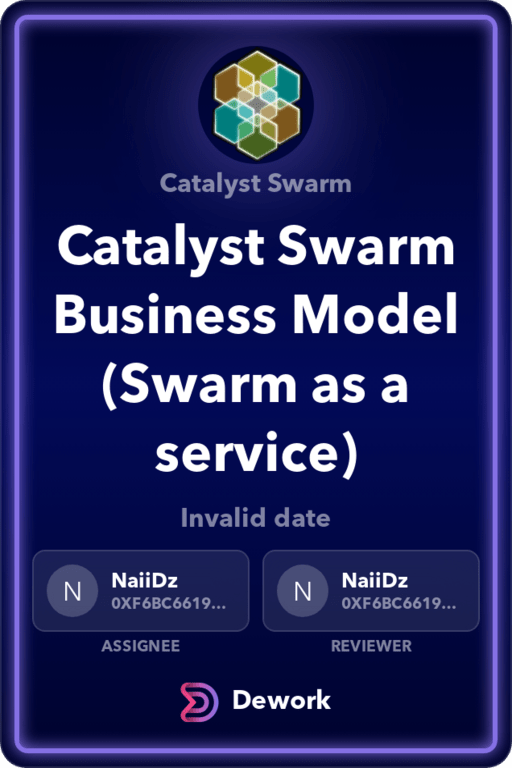 Catalyst Swarm
Catalyst Swarm
Business Model
(Swarm as a
service)
Invalid date
N
NaiiDz
0XF6BC6619...
N
NaiiDz
0XF6BC6619...
ASSIGNEE
REVIEWER
Dework